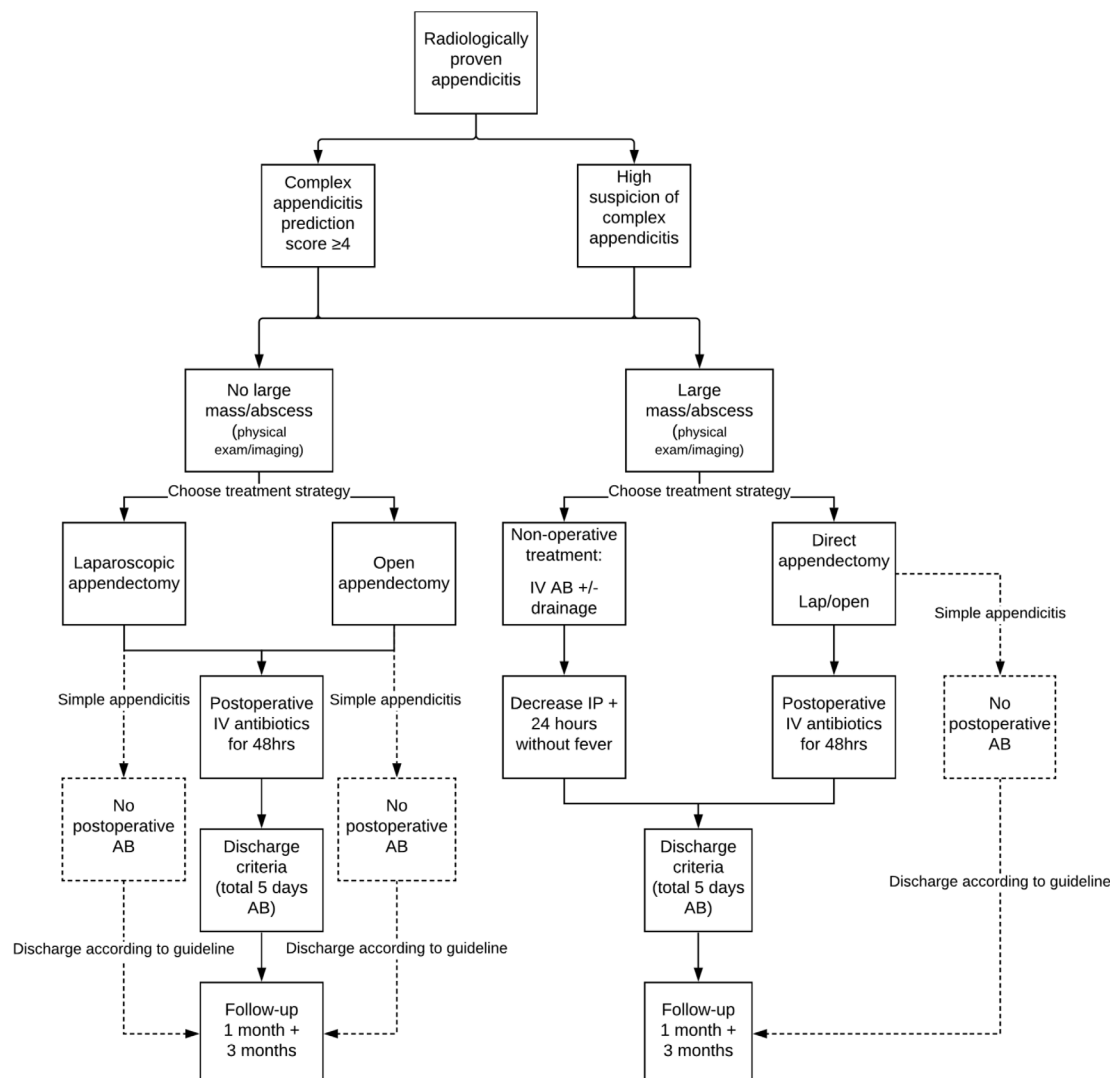 Radiologically
proven
appendicitis
Complex
appendicitis
prediction
score ≥4
High
suspicion of
complex
appendicitis
No large
mass/abscess
(physical
exam/imaging)
Large
mass/abscess
(physical
exam/imaging)
Choose treatment strategy
Choose treatment strategy
Laparoscopic
appendectomy
Open
appendectomy
Non-operative
treatment:
IV AB +/-
drainage
Direct
appendectomy
Lap/open
Simple appendicitis
Simple appendicitis
Simple appendicitis
Postoperative
IV antibiotics
for 48hrs
Decrease IP +
24 hours
without fever
Postoperative
IV antibiotics
for 48hrs
No
postoperative
AB
No
postoperative
AB
Discharge
criteria
(total 5 days
AB)
No
postoperative
AB
Discharge
criteria
(total 5 days
AB)
Discharge according to guideline
Discharge according to guideline
Discharge according to guideline
Follow-up
1 month +
3 months
Follow-up
1 month +
3 months